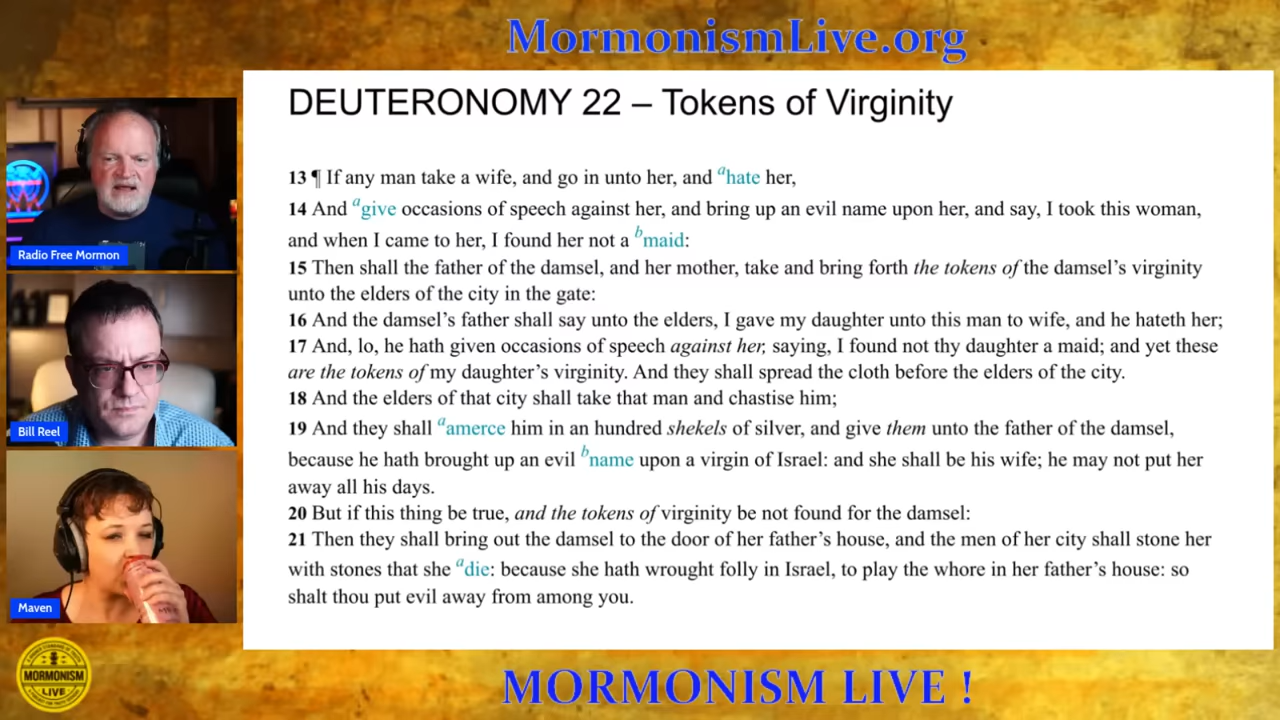 MormonismLive.org
DEUTERONOMY 22 – Tokens of Virginity
13 ¶ If any man take a wife, and go in unto her, and a hate her,
14 And a give occasions of speech against her, and bring up an evil name upon her, and say, I took this woman,
and when I came to her, I found her not a b maid:
15 Then shall the father of the damsel, and her mother, take and bring forth the tokens of the damsel's virginity
unto the elders of the city in the gate:
16 And the damsel's father shall say unto the elders, I gave my daughter unto this man to wife, and he hateth her;
17 And, lo, he hath given occasions of speech against her, saying, I found not thy daughter a maid; and yet these
are the tokens of my daughter's virginity. And they shall spread the cloth before the elders of the city.
18 And the elders of that city shall take that man and chastise him;
19 And they shall a amerce him in an hundred shekels of silver, and give them unto the father of the damsel,
because he hath brought up an evil b name upon a virgin of Israel: and she shall be his wife; he may not put her
away all his days.
20 But if this thing be true, and the tokens of virginity be not found for the damsel:
21 Then they shall bring out the damsel to the door of her father's house, and the men of her city shall stone her
with stones that she a die: because she hath wrought folly in Israel, to play the whore in her father's house: so
shalt thou put evil away from among you.
Radio Free Mormon
Bill Reel
Maven
MORMONISM
LIVE
MORMONISM LIVE !